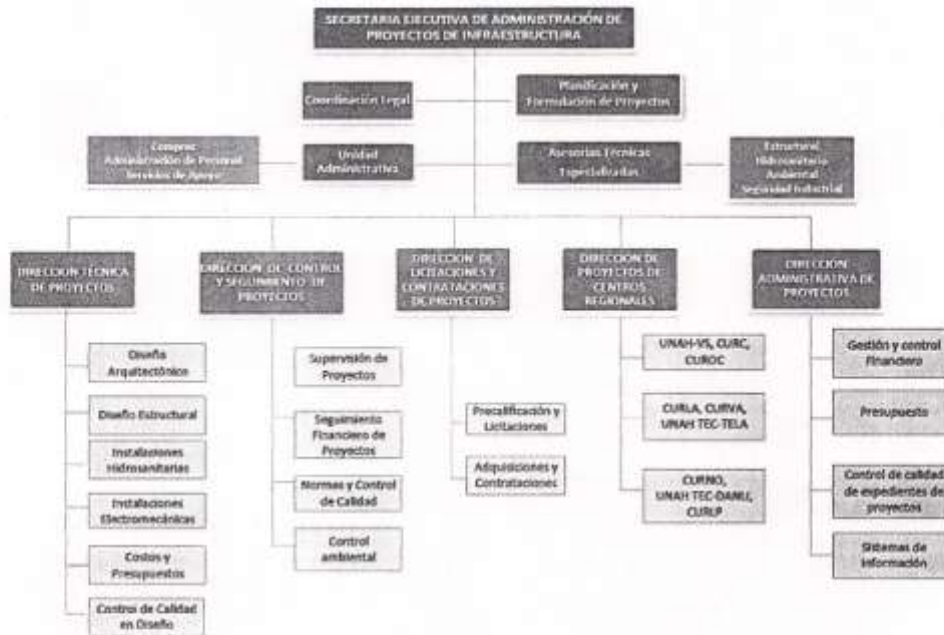 SECRETARIA EJECUTIVA DE ADMINISTRACIÓN DE
PROYECTOS DE INFRAESTRUCTURA
Coordinación Legal
Planificación y
Formulación de Proyectos
Compras
Administración de Personal
Servicios de Apoyo
Unidad
Administrativa
Asesorías Técnicas
Especializadas
Estructural
Hidrosanitario
Ambiental
Seguridad Industrial
DIRECCIÓN TÉCNICA
DE PROYECTOS
DIRECCIÓN DE CONTROL
Y SEGUIMIENTO DE
PROYECTOS
DIRECCIÓN DE
LICITACIONES Y
CONTRATACIONES
DE PROYECTOS
DIRECCIÓN DE
PROYECTOS DE
CENTROS
REGIONALES
DIRECCIÓN
ADMINISTRATIVA DE
PROYECTOS
Diseño
Arquitectónico
Diseño Estructural
Instalaciones
Hidrosanitarias
Instalaciones
Electromecánicas
Costos y
Presupuestos
Control de Calidad
en Diseño
Supervisión de
Proyectos
Seguimiento
Financiero de
Proyectos
Normas y Control
de Calidad
Control
ambiental
Precalificación y
Licitaciones
Adquisiciones y
Contrataciones
UNAH-VS, CURC,
CUROC
CURLA, CURVA,
UNAH TEC-TELA
CURNO,
UNAH TEC-DANLI,
CURLP
Gestión y control
Financiero
Presupuesto
Control de calidad
de expedientes de
proyectos
Sistemas de
Información